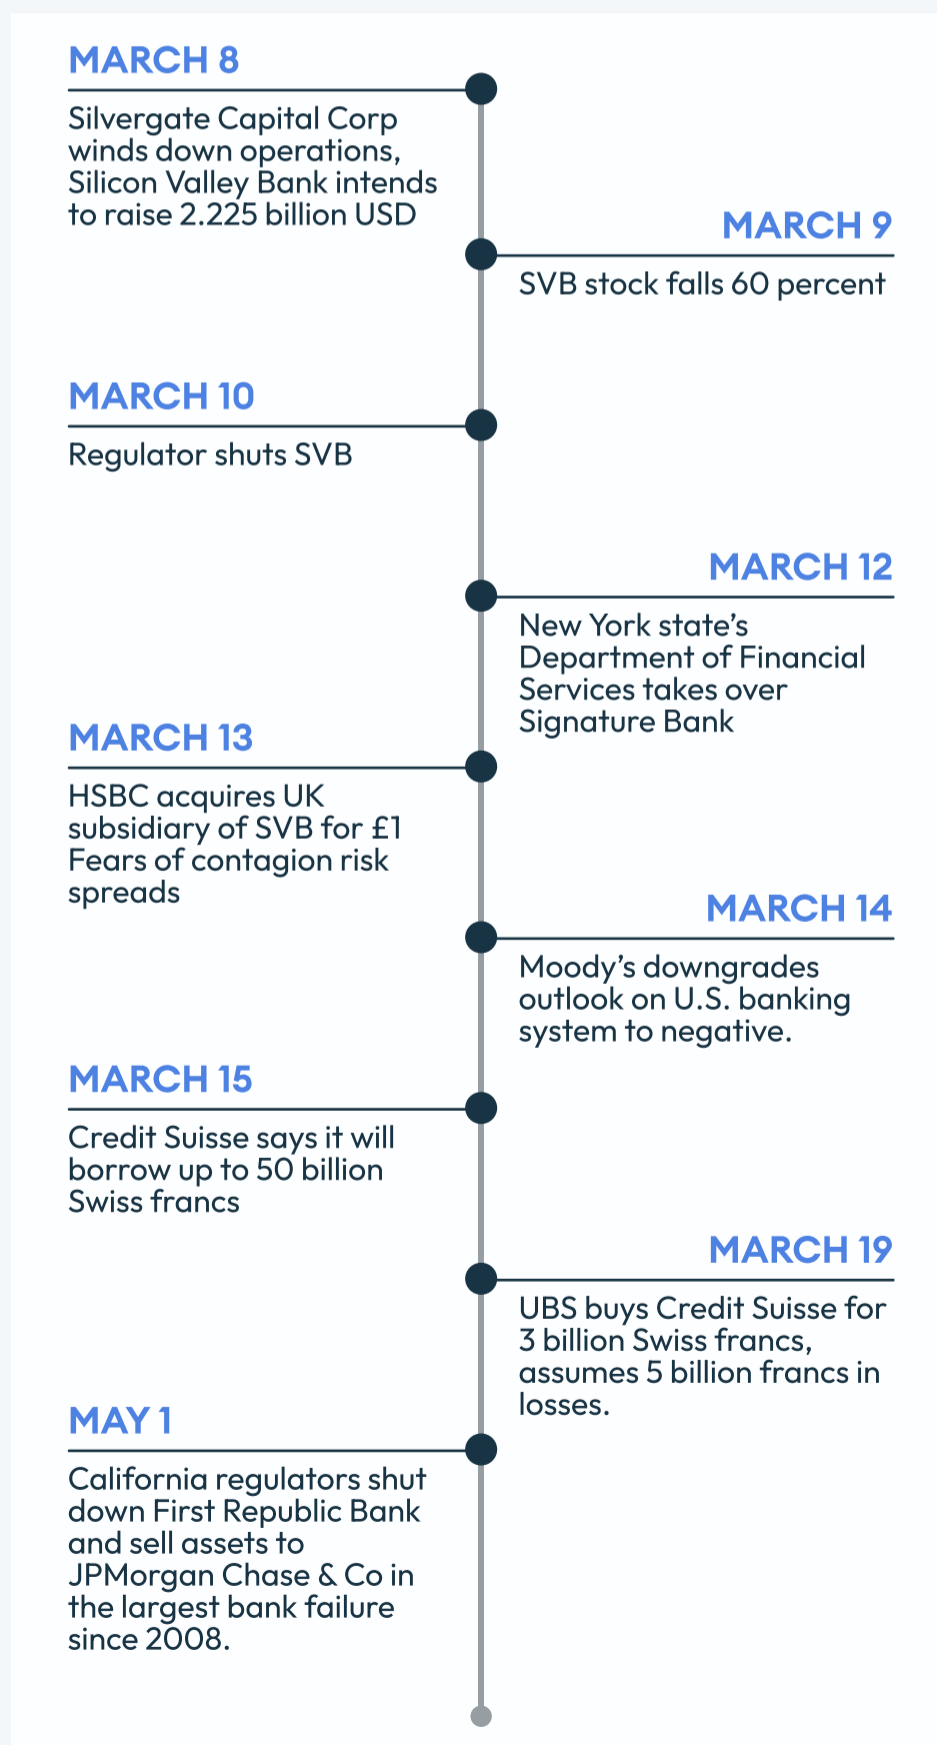 MARCH 8
Silvergate Capital Corp
winds down operations,
Silicon Valley Bank intends
to raise 2.225 billion USD
MARCH 9
SVB stock falls 60 percent
MARCH 10
Regulator shuts SVB
MARCH 12
New York state’s
Department of Financial
Services takes over
Signature Bank
MARCH 13
HSBC acquires UK
subsidiary of SVB for £1
Fears of contagion risk
spreads
MARCH 14
Moody’s downgrades
outlook on U.S. banking
system to negative.
MARCH 15
Credit Suisse says it will
borrow up to 50 billion
Swiss francs
MARCH 19
UBS buys Credit Suisse for
3 billion Swiss francs,
assumes 5 billion francs in
losses.
MAY 1
California regulators shut
down First Republic Bank
and sell assets to
JPMorgan Chase & Co in
the largest bank failure
since 2008.